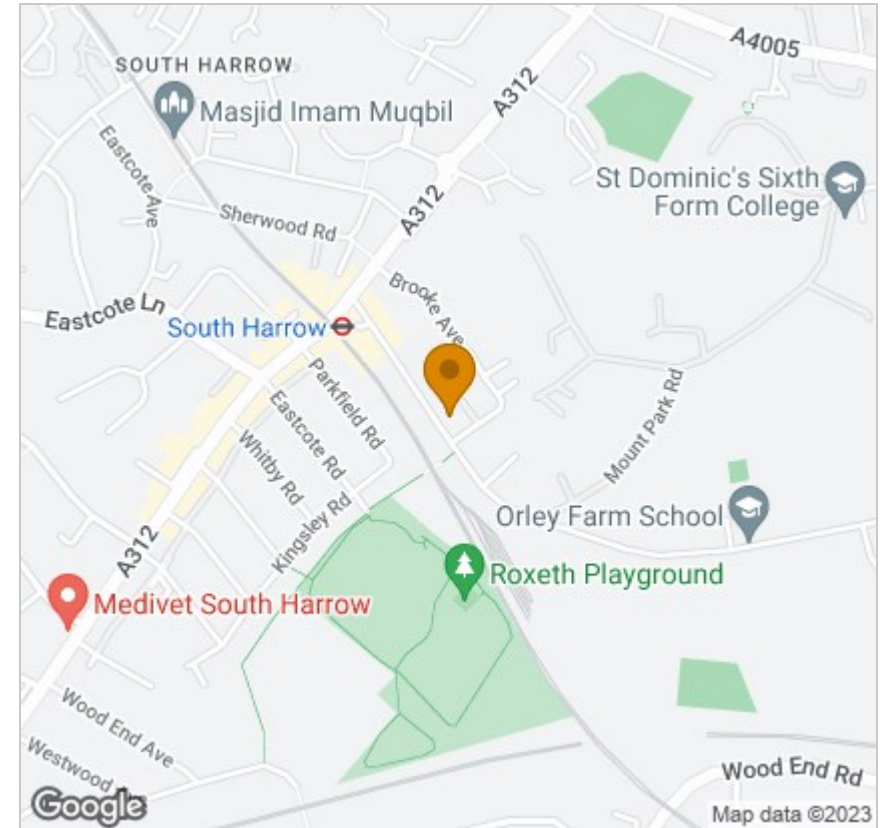 A4005
SOUTH HARROW
A312
Masjid Imam Muqbil
Eastcote Ave
St Dominic's Sixth
Form College
A312
Sherwood Rd
Brooke Ave
Eastcote Ln
South Harrow
Parkfield Rd
Mount Park Rd
Eastcote Rd
Whitby Rd
Kingsley Rd
Orley Farm School
A312
Roxeth Playground
Medivet South Harrow
Wood End Ave
Westwood Ave
Wood End Rd
Google
Map data ©2023